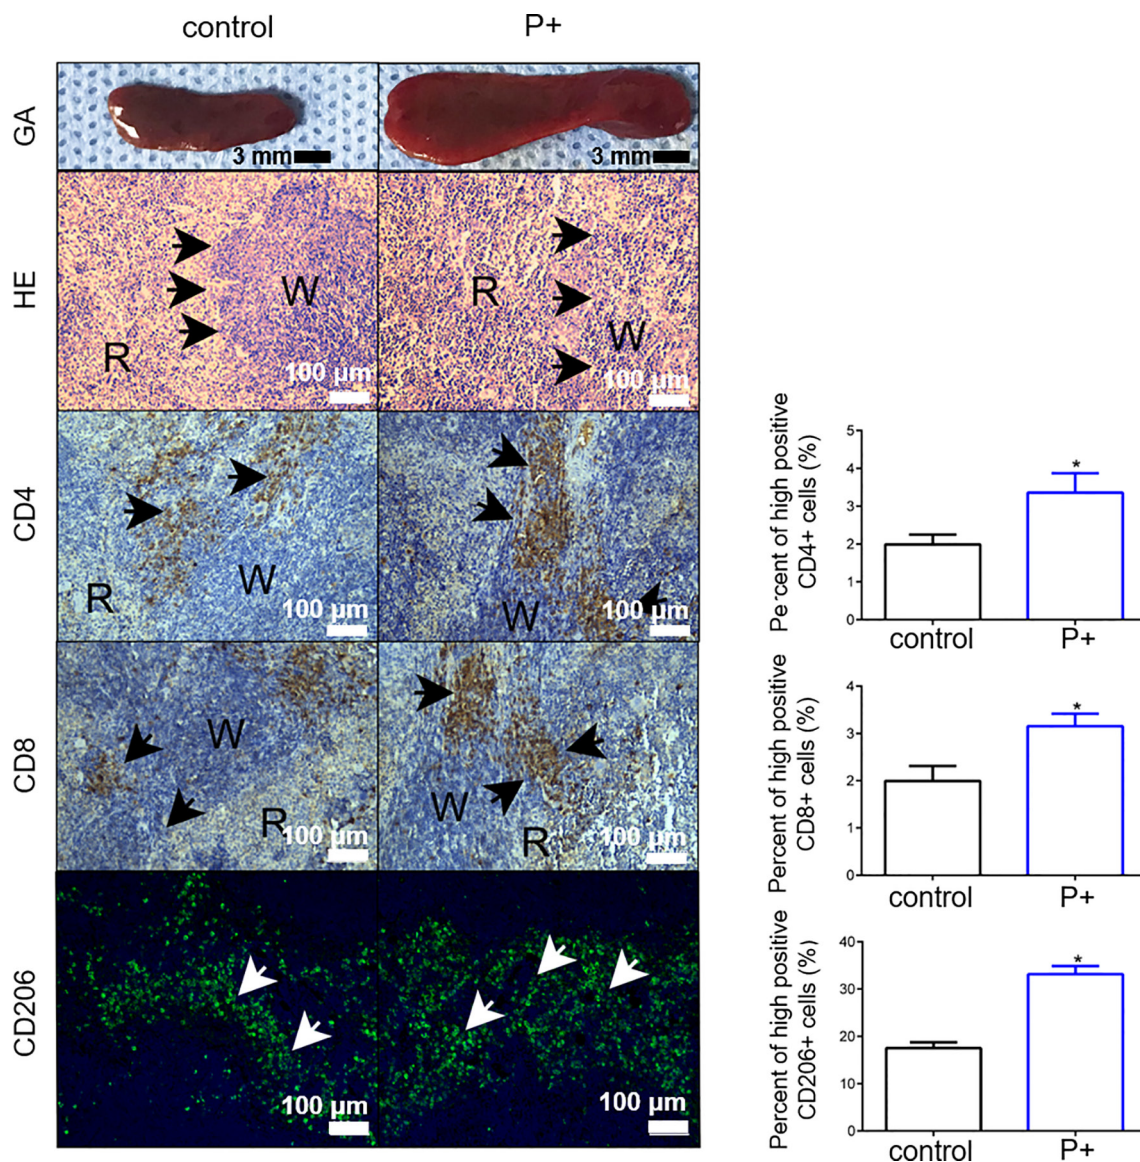 control
P+
GA
3 mm
3 mm
HE
R
W
100 µm
R
W
100 µm
CD4
R
W
100 µm
W
100 µm
CD8
W
R
100 µm
W
R
100 µm
CD206
100 µm
100 µm
Pe cent of high positive
CD4+ cells (%)
5
4
3
2
1
0
*
control
P+
Percent of high positive
CD8+ cells (%)
4
3
2
1
0
*
control
P+
Percent of high positive
CD206+ cells (%)
40
30
20
10
0
*
control
P+